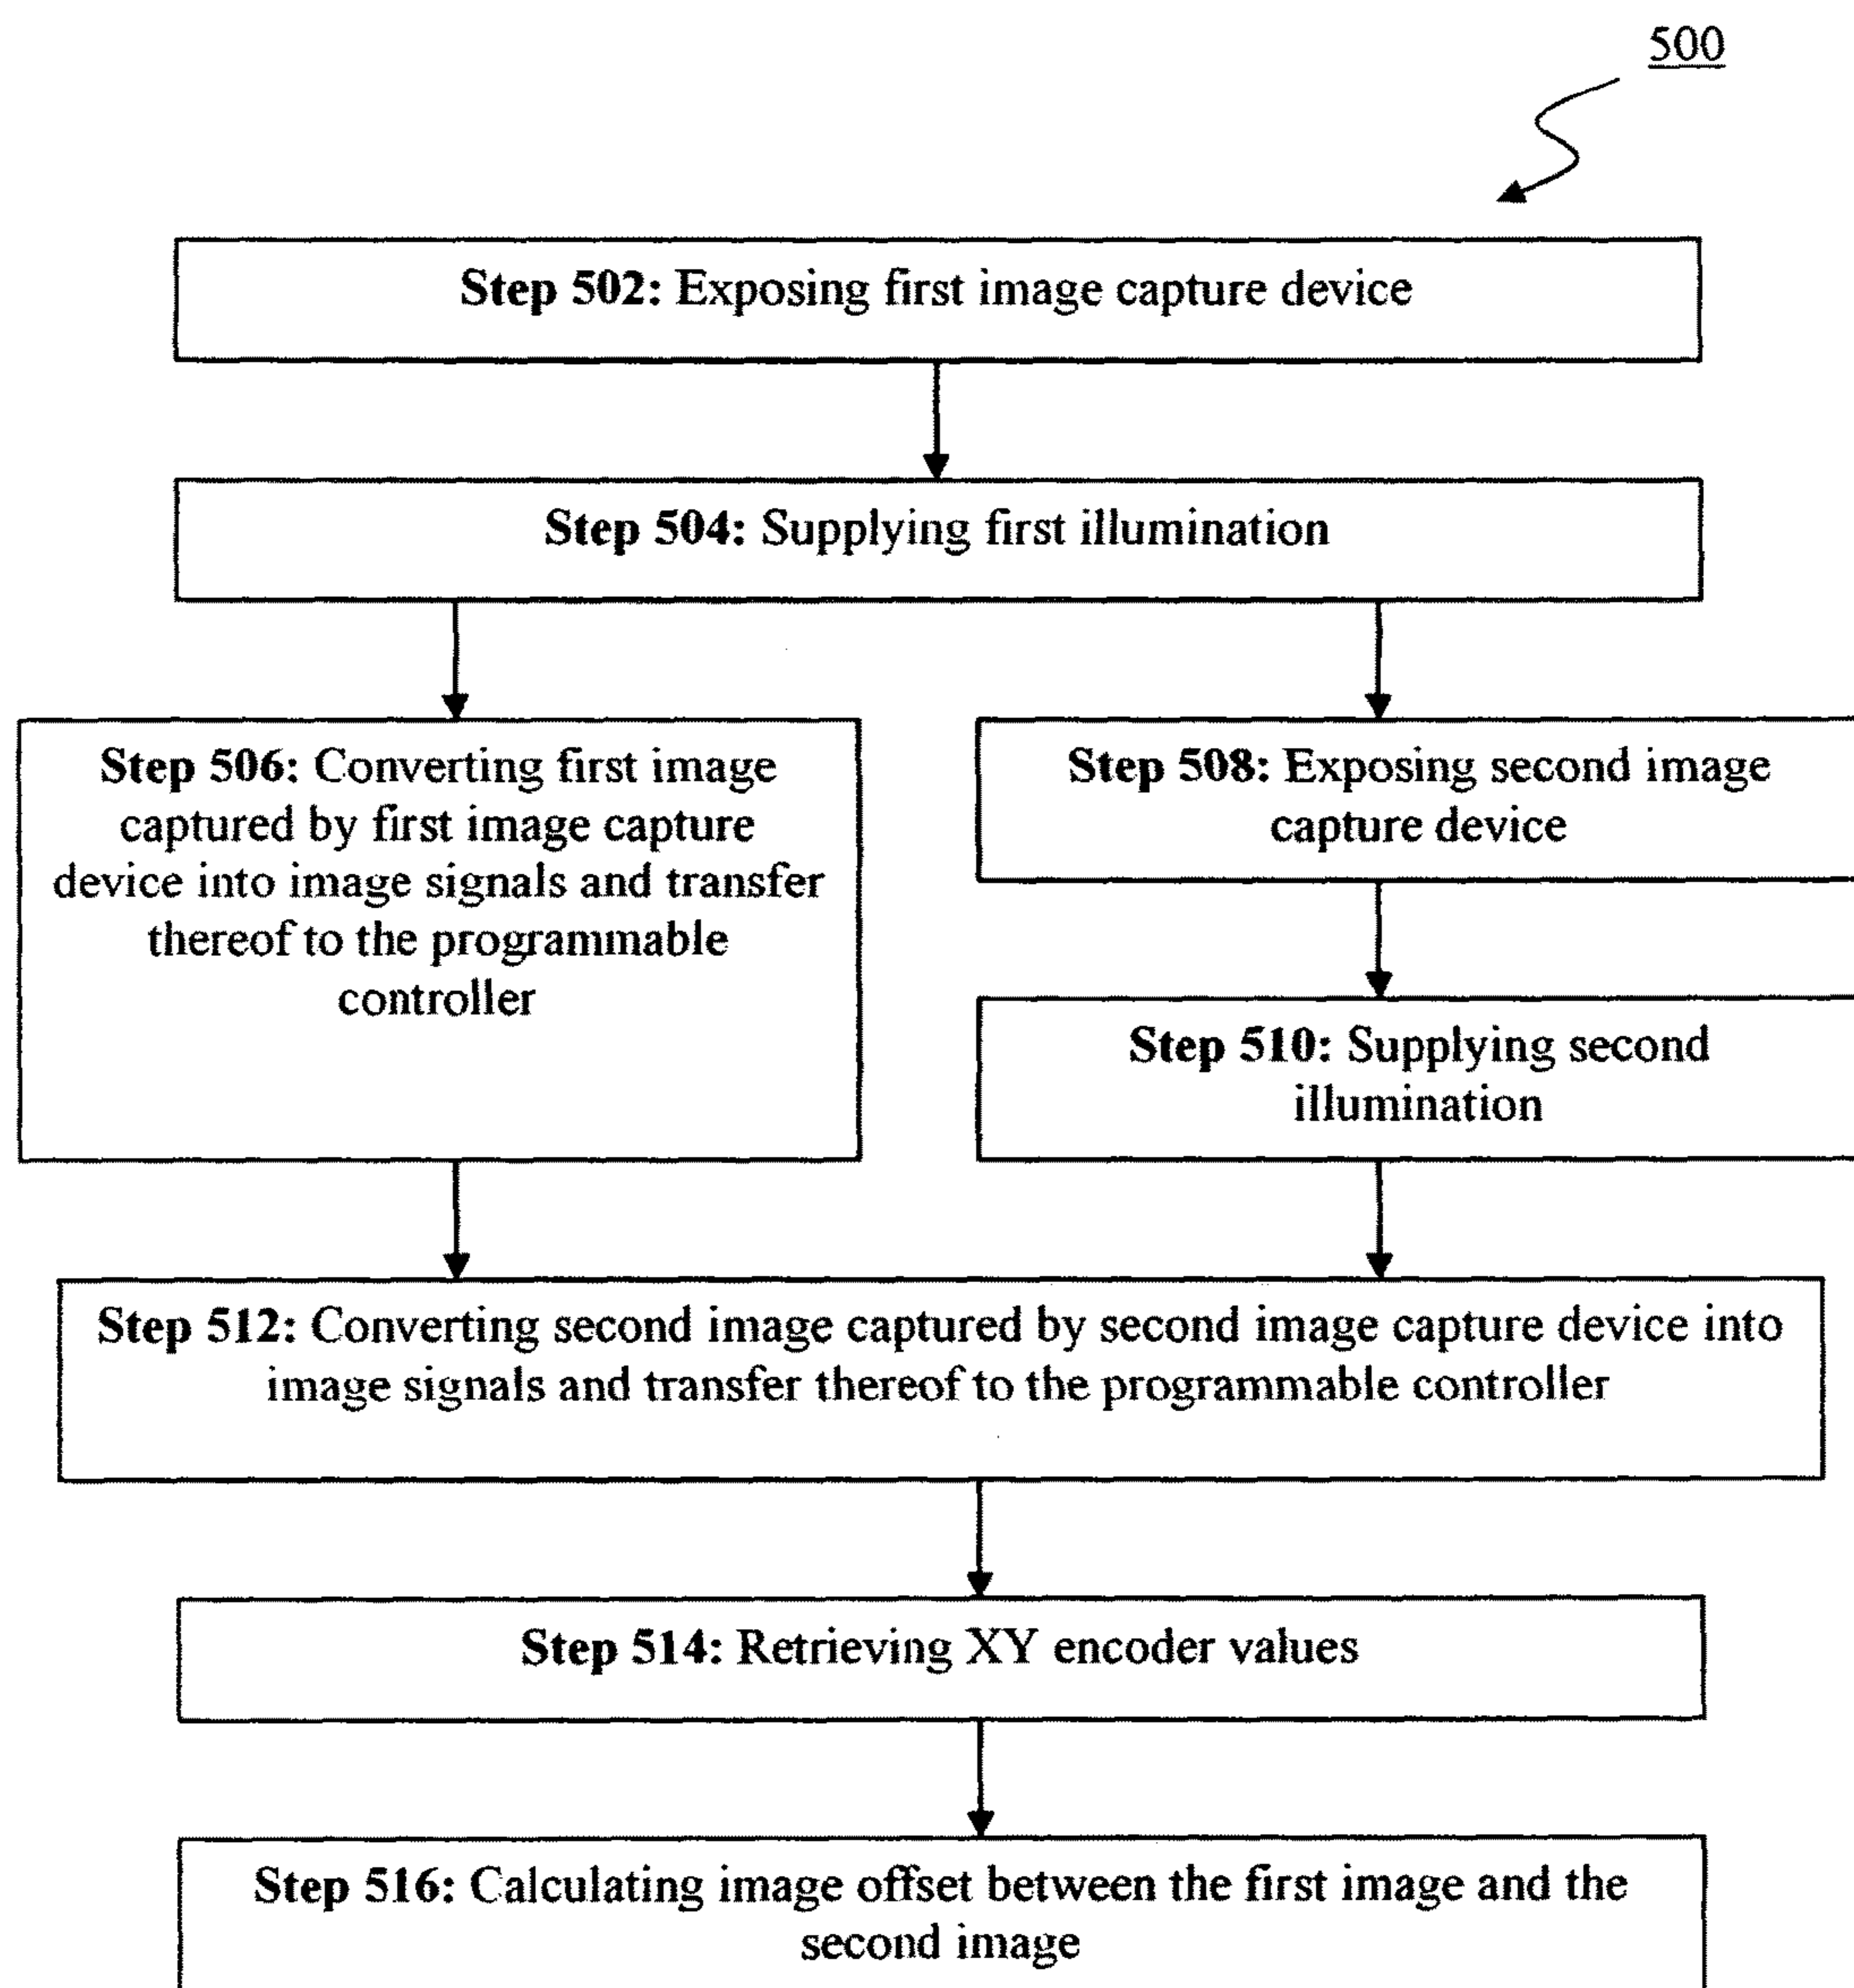 500
Step 502: Exposing first image capture device
Step 504: Supplying first illumination
Step 506: Converting first image
captured by first image capture
device into image signals and transfer
thereof to the programmable
controller
Step 508: Exposing second image
capture device
Step 510: Supplying second
illumination
Step 512: Converting second image captured by second image capture device into
image signals and transfer thereof to the programmable controller
Step 514: Retrieving XY encoder values
Step 516: Calculating image offset between the first image and the
second image